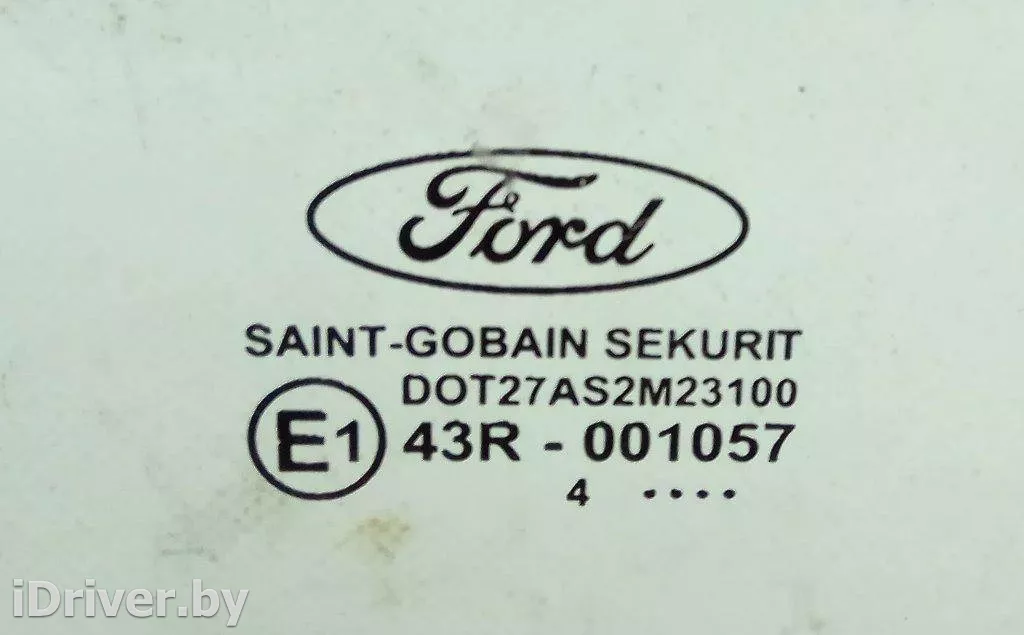 Ford
SAINT-GOBAIN SEKURIT
DOT27AS2M23100
E1 43R - 001057
4 ....
iDriver.by